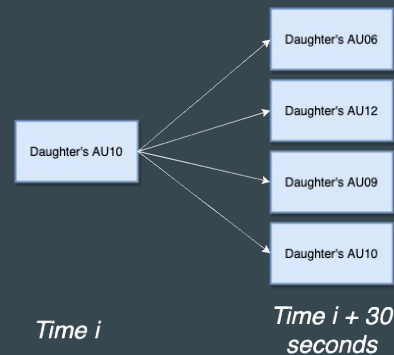 Daughter's AU06
Daughter's AU12
Daughter's AU10
Daughter's AU09
Daughter's AU10
Time i
Time i + 30
seconds